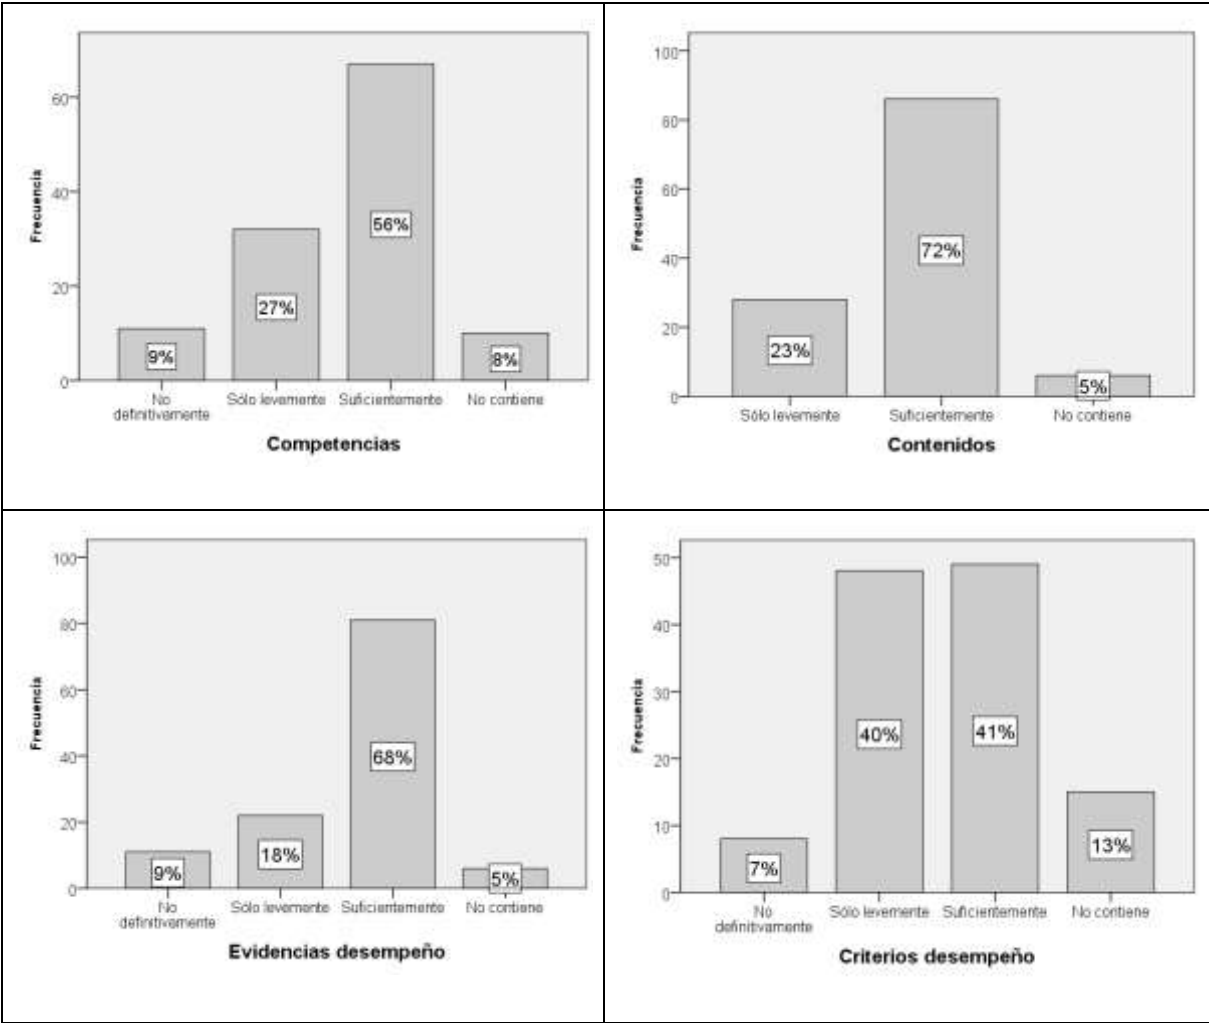 Frecuencia
60
40
20
0
9%
27%
56%
8%
No definitivamente
Sólo levemente
Suficientemente
No contiene
Competencias
Frecuencia
100
80
60
40
20
0
23%
72%
5%
Sólo levemente
Suficientemente
No contiene
Contenidos
Frecuencia
100
80
60
40
20
0
9%
18%
68%
5%
No definitivamente
Sólo levemente
Suficientemente
No contiene
Evidencias desempeño
Frecuencia
50
40
30
20
10
0
7%
40%
41%
13%
No definitivamente
Sólo levemente
Suficientemente
No contiene
Criterios desempeño